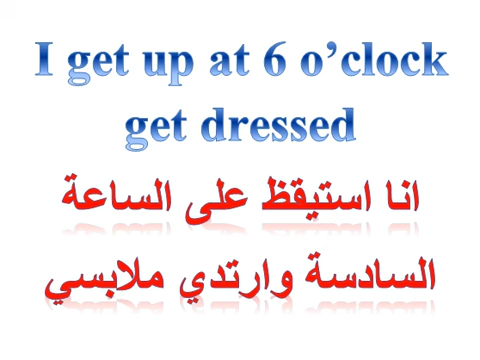 I get up at 6 o’clock
get dressed
انا استيقظ على الساعة
السادسة وارتدي ملابسي